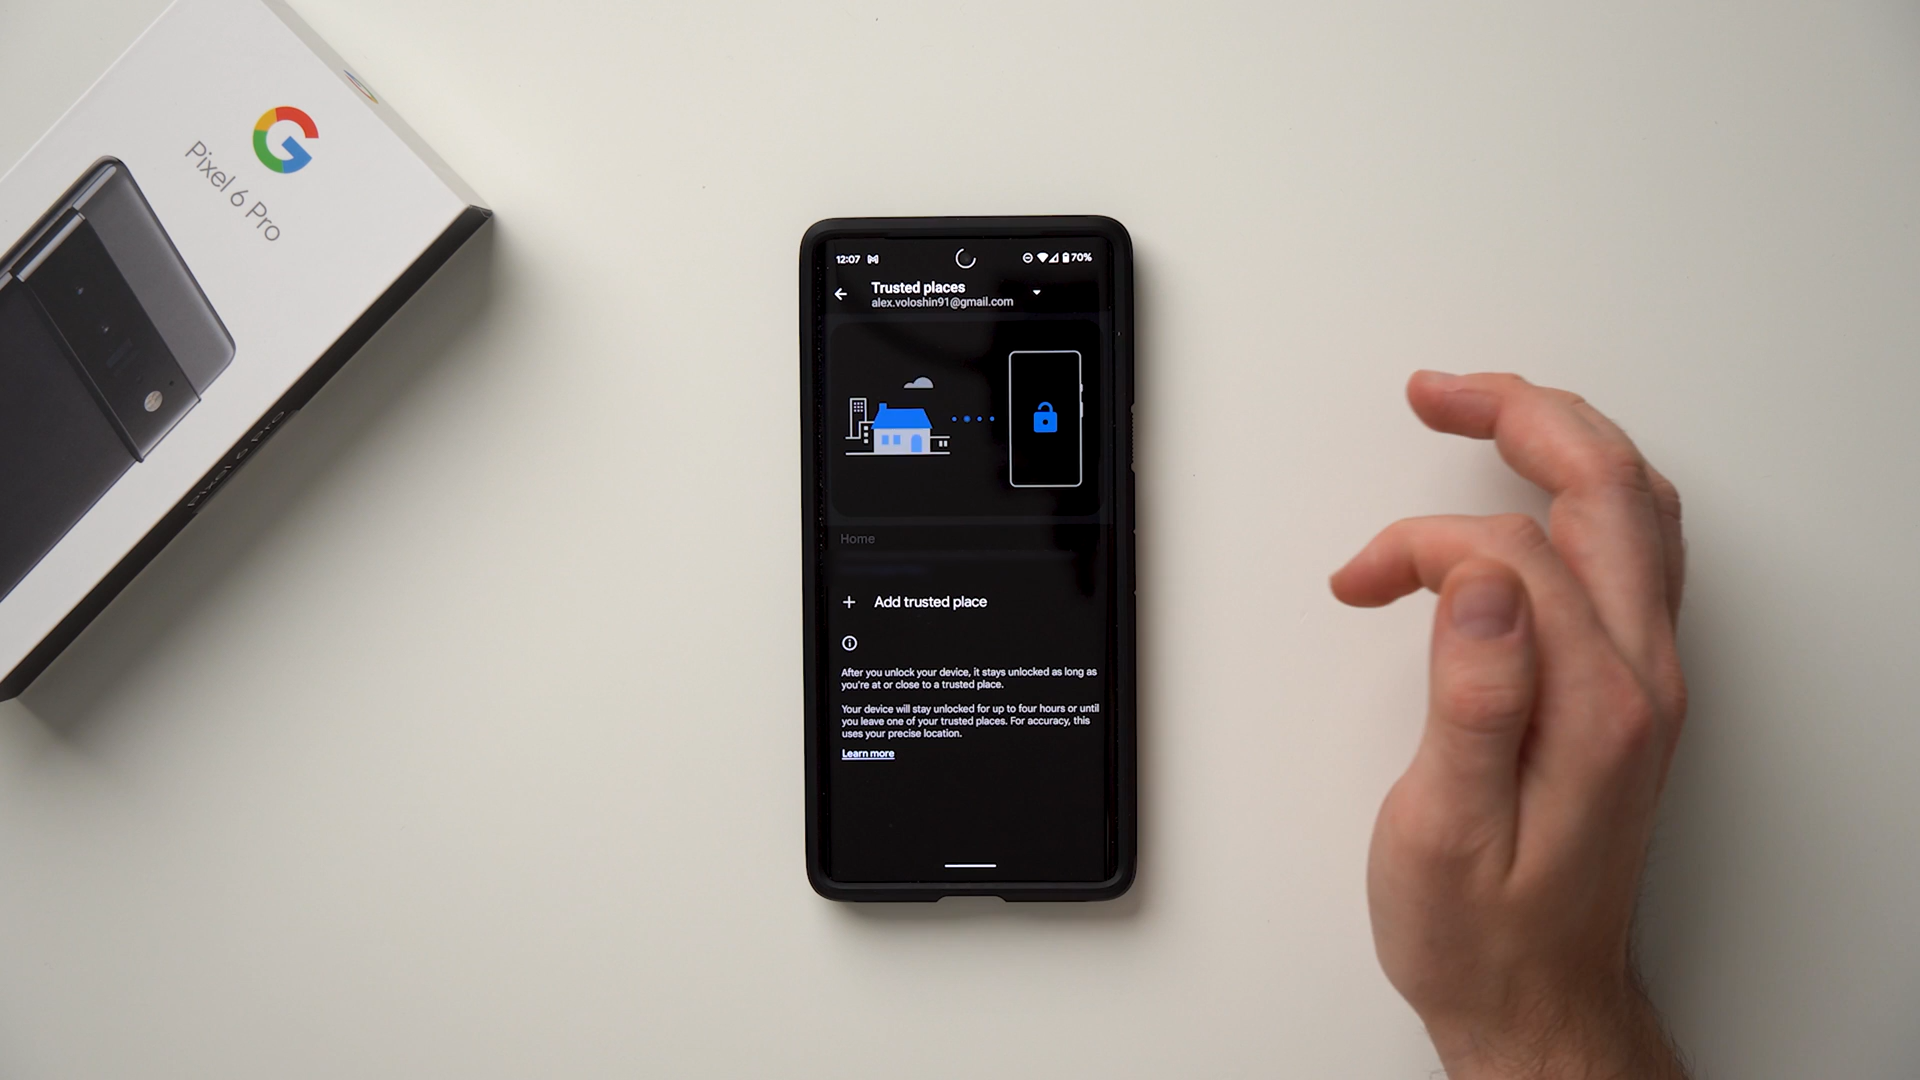 Pixel 6 Pro
Pixel 6 Pro
12:07
70%
Trusted places
alex.voloshin91@gmail.com
Home
Add trusted place
After you unlock your device, it stays unlocked as long as
you're at or close to a trusted place.
Your device will stay unlocked for up to four hours or until
you leave one of your trusted places. For accuracy, this
uses your precise location.
Learn more